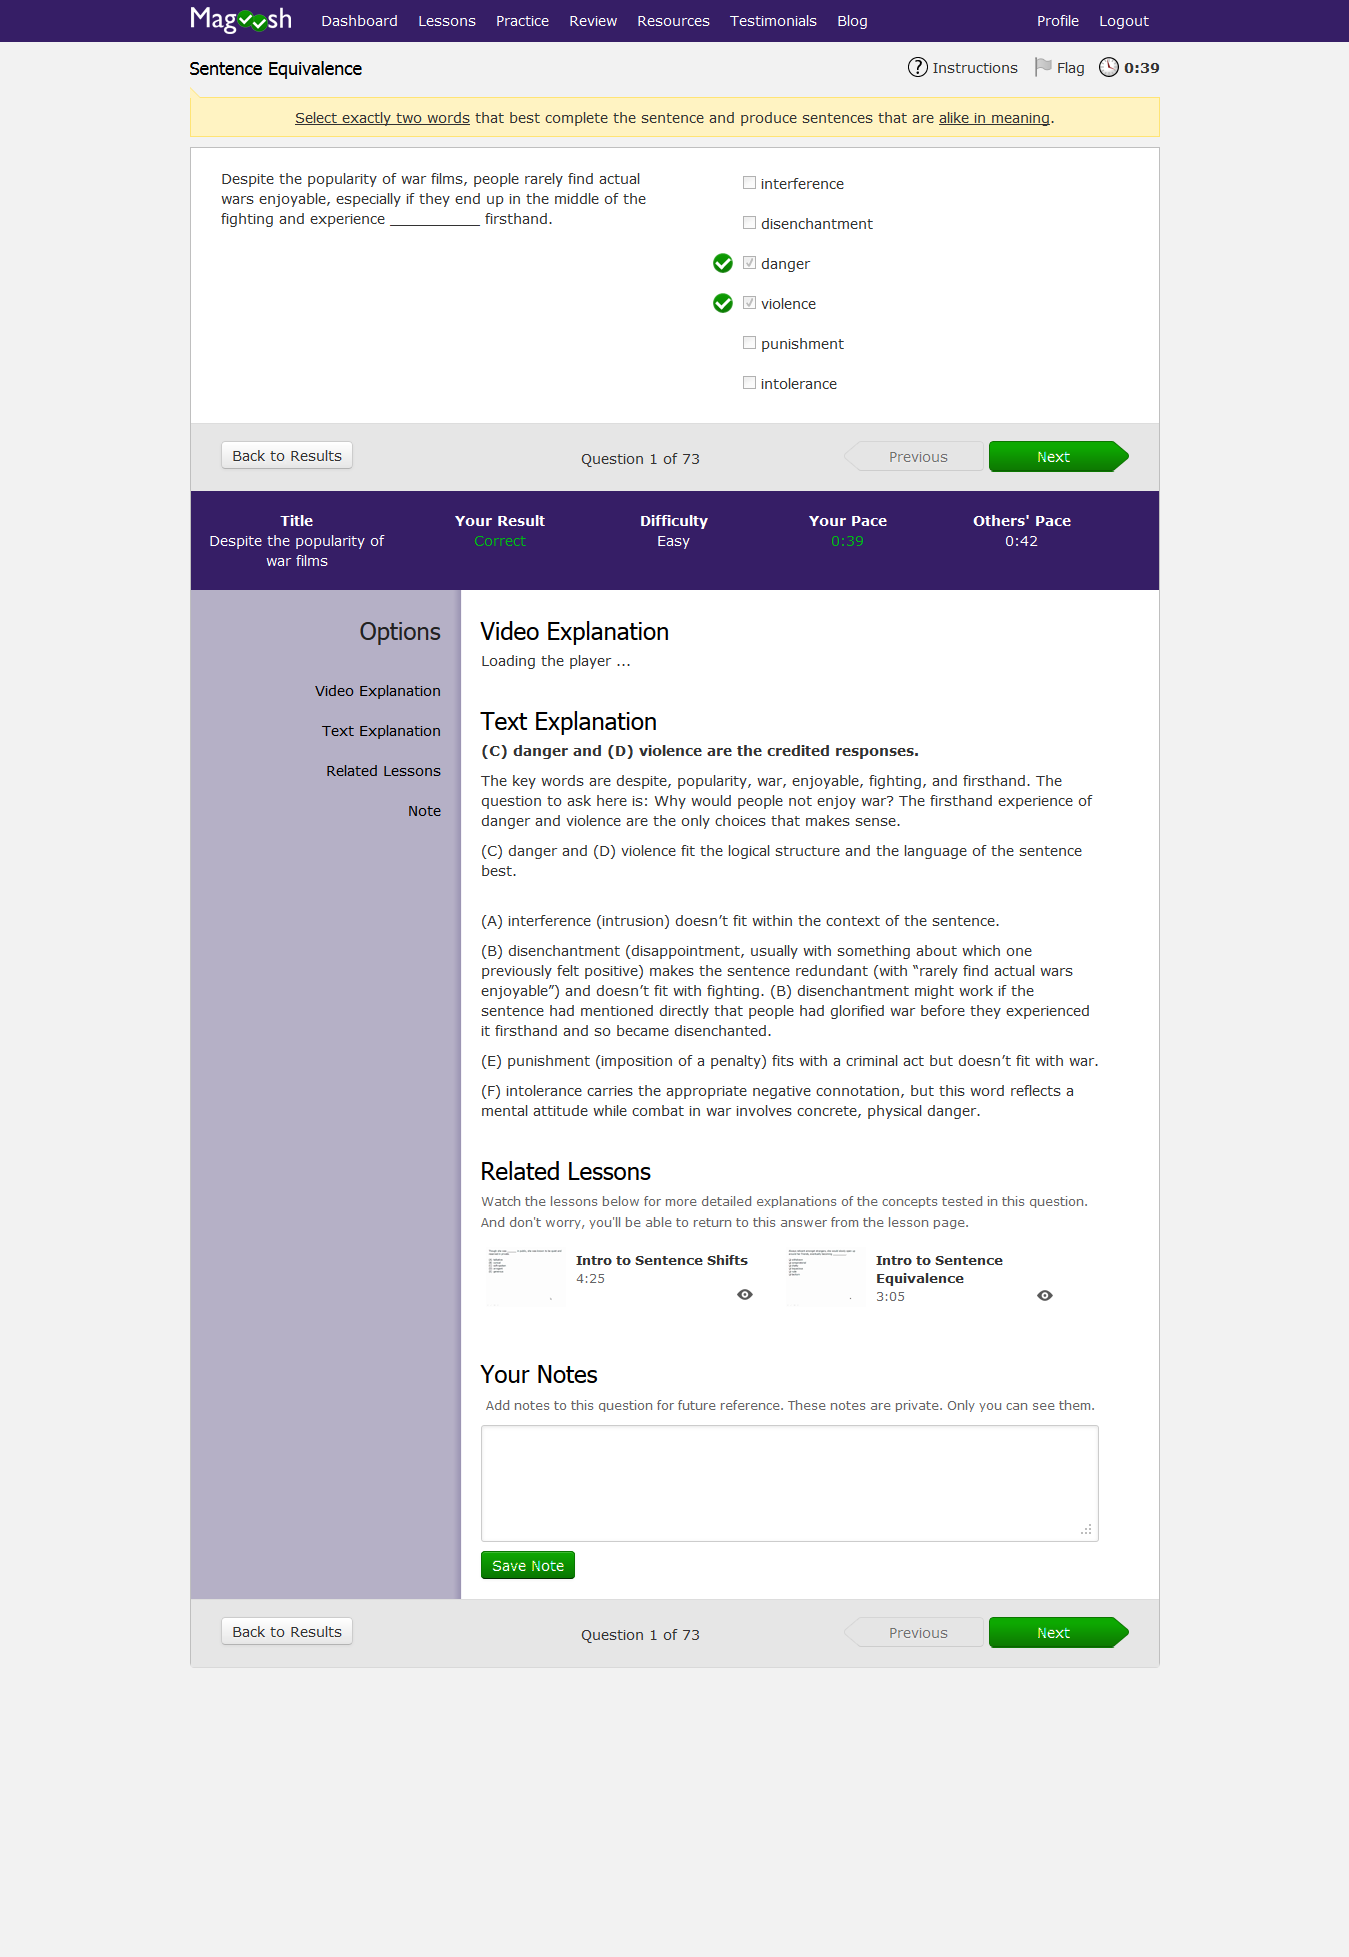 Magoosh Dashboard Lessons Practice Review Resources Testimonials Blog Profile Logout
Sentence Equivalence Instructions Flag 0:39
Select exactly two words that best complete the sentence and produce sentences that are alike in meaning.
Despite the popularity of war films, people rarely find actual
wars enjoyable, especially if they end up in the middle of the
fighting and experience ____________ firsthand.
interference
disenchantment
danger
violence
punishment
intolerance
Back to Results Question 1 of 73 Previous Next
Title Your Result Difficulty Your Pace Others' Pace
Despite the popularity of Correct Easy 0:39 0:42
war films
Options
Video Explanation
Text Explanation
Related Lessons
Note
Video Explanation
Loading the player ...
Text Explanation
(C) danger and (D) violence are the credited responses.
The key words are despite, popularity, war, enjoyable, fighting, and firsthand. The
question to ask here is: Why would people not enjoy war? The firsthand experience of
danger and violence are the only choices that makes sense.
(C) danger and (D) violence fit the logical structure and the language of the sentence
best.
(A) interference (intrusion) doesn’t fit within the context of the sentence.
(B) disenchantment (disappointment, usually with something about which one
previously felt positive) makes the sentence redundant (with “rarely find actual wars
enjoyable”) and doesn’t fit with fighting. (B) disenchantment might work if the
sentence had mentioned directly that people had glorified war before they experienced
it firsthand and so became disenchanted.
(E) punishment (imposition of a penalty) fits with a criminal act but doesn’t fit with war.
(F) intolerance carries the appropriate negative connotation, but this word reflects a
mental attitude while combat in war involves concrete, physical danger.
Related Lessons
Watch the lessons below for more detailed explanations of the concepts tested in this question.
And don't worry, you'll be able to return to this answer from the lesson page.
Intro to Sentence Shifts
4:25
Intro to Sentence
Equivalence
3:05
Your Notes
Add notes to this question for future reference. These notes are private. Only you can see them.
Save Note
Back to Results Question 1 of 73 Previous Next